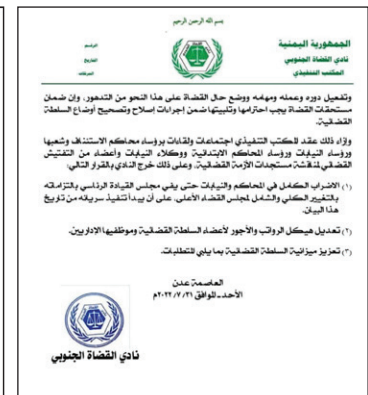 بسم الله الرحمن الرحيم
الجمهورية اليمنية
نادي القضاة الجنوبي
المكتب التنفيذي
الرقم
التاريخ
المرفقات
وتفعيل دوره وعمله ومهامه ووضع حال القضاة على هذا النحو من التدهور، وان ضمان
مستحقات القضاة يجب احترامها وتلبيتها ضمن إجراءات إصلاح وتصحيح أوضاع السلطة
القضائية.
وإزاء ذلك عقد المكتب التنفيذي اجتماعات ولقاءات برؤساء محاكم الاستئناف وشعبها
ورؤساء النيابات ورؤساء المحاكم الابتدائية ووكلاء النيابات وأعضاء من التفتيش
القضائي لمناقشة مستجدات الأزمة القضائية. وعلى ذلك خرج النادي بالقرار التالي:
(١) الاضراب الكامل في المحاكم والنيابات حتى يفي مجلس القيادة الرئاسي بالتزاماته
بالتغيير الكلي والشامل لمجلس القضاء الأعلى، على أن يبدأ تنفيذ سريانه من تاريخ
هذا البيان.
(٢) تعديل هيكل الرواتب والأجور لأعضاء السلطة القضائية وموظفيها الاداريين.
(٣) تعزيز ميزانية السلطة القضائية بما يلبي المتطلبات.
العاصمة عدن
الأحد - الموافق ٢٠٢٢/٧/٣١م
نادي القضاة الجنوبي